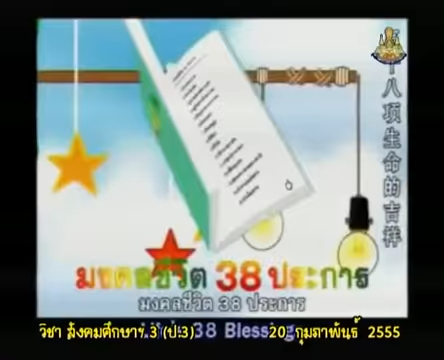 八项生命的吉祥
มงคลชีวิต 38 ประการ
มงคลชีวิต 38 ประการ
38 Blessing
วิชา สังคมศึกษาฯ 3 (ป.3) 20 กุมภาพันธ์ 2555